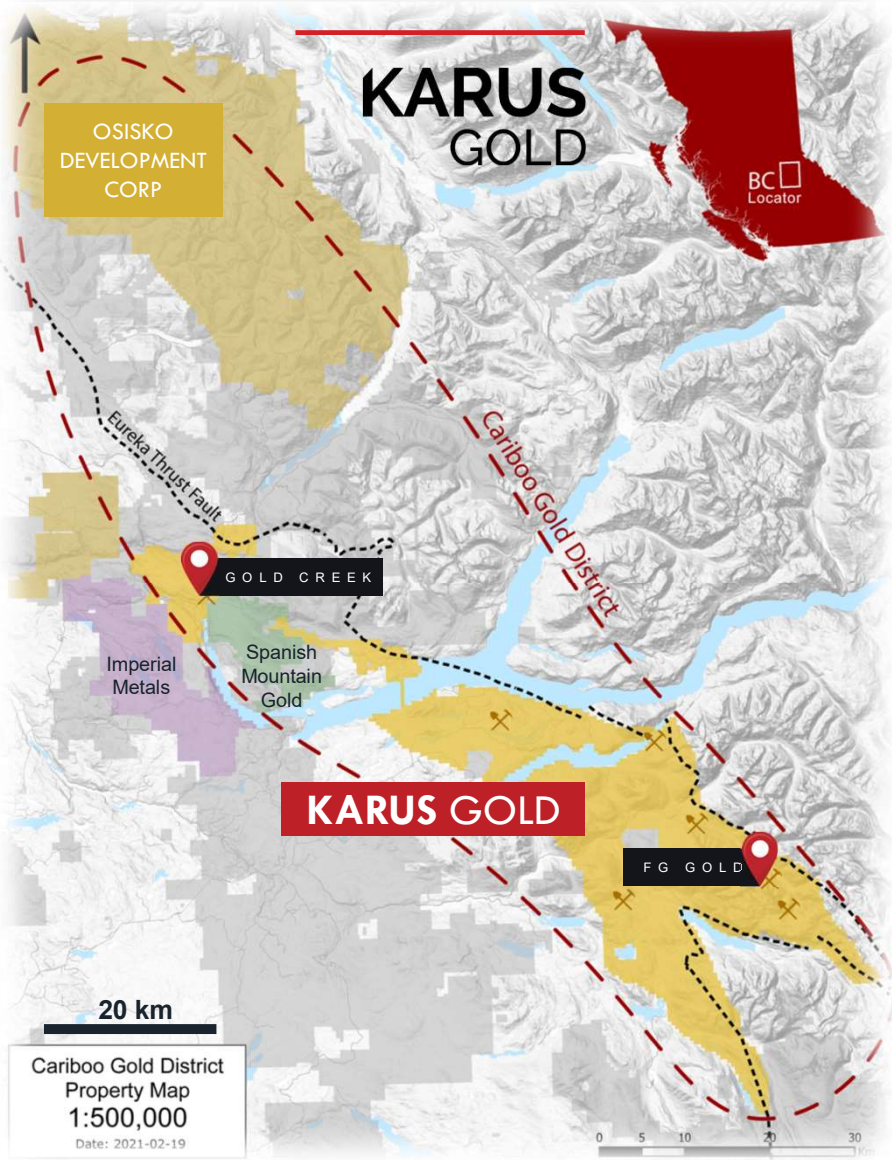 KARUS
GOLD
OSISKO
DEVELOPMENT
CORP
BC
Locator
Cariboo Gold District
Eureka Thrust Fault
GOLD CREEK
Imperial
Metals
Spanish
Mountain
Gold
KARUS GOLD
FG GOLD
20 km
Cariboo Gold District
Property Map
1:500,000
Date: 2021-02-19
0 5 10 20 30
Km